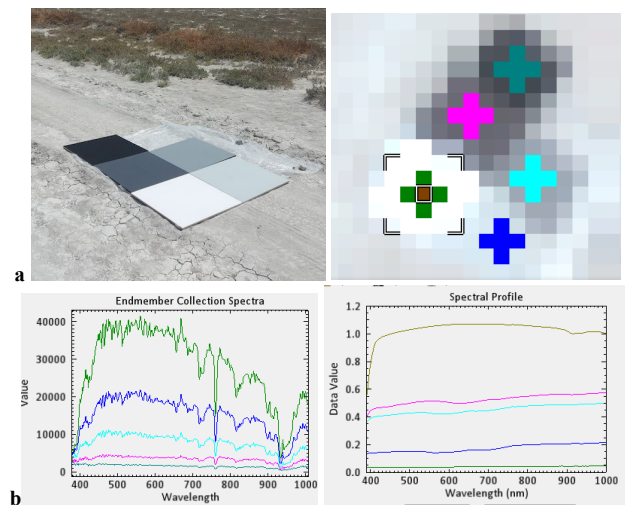 a
Endmember Collection Spectra
Spectral Profile
40000
30000
20000
10000
0
Value
400 500 600 700 800 900 1000
Wavelength
1.2
1.0
0.8
0.6
0.4
0.2
0.0
Data Value
400 500 600 700 800 900 1000
Wavelength (nm)
b